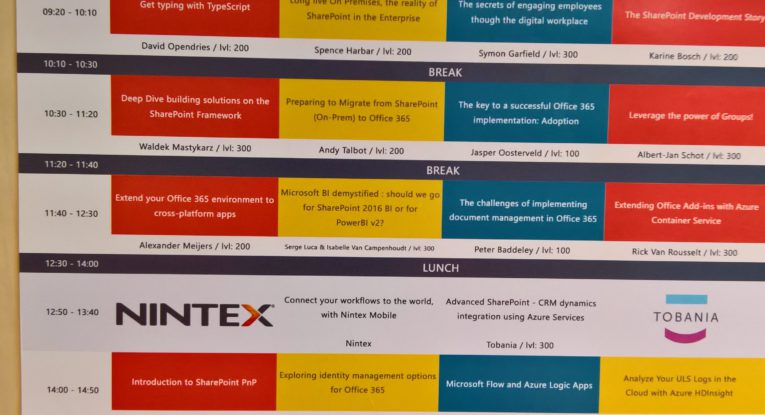 09:20 - 10:10
Get typing with TypeScript
on Premises, the reality of
SharePoint in the Enterprise
The secrets of engaging employees
though the digital workplace
The SharePoint Development Story
David Opendries / lvl: 200
Spence Harbar / lvl: 200
Symon Garfield / lvl: 300
Karine Bosch / lvl: 200
10:10 - 10:30
BREAK
10:30 - 11:20
Deep Dive building solutions on the
SharePoint Framework
Preparing to Migrate from SharePoint
(On-Prem) to Office 365
The key to a successful Office 365
implementation: Adoption
Leverage the power of Groups!
Waldek Mastykarz / lvl: 300
Andy Talbot / lvl: 200
Jasper Oosterveld / lvl: 100
Albert-Jan Schot / lvl: 300
11:20 - 11:40
BREAK
11:40 - 12:30
Extend your Office 365 environment to
cross-platform apps
Microsoft BI demystified : should we go
for SharePoint 2016 BI or for
PowerBI v2?
The challenges of implementing
document management in Office 365
Extending Office Add-ins with Azure
Container Service
Alexander Meijers / lvl: 200
Serge Luca & Isabelle Van Campenhoudt / lvl: 300
Peter Baddeley / lvl: 100
Rick Van Rousselt / lvl: 300
12:30 - 14:00
LUNCH
12:50 - 13:40
NINTEX®
Connect your workflows to the world,
with Nintex Mobile
Advanced SharePoint - CRM dynamics
integration using Azure Services
TOBANIA
Nintex
Tobania / lvl: 300
14:00 - 14:50
Introduction to SharePoint PnP
Exploring identity management options
for Office 365
Microsoft Flow and Azure Logic Apps
Analyze Your ULS Logs in the
Cloud with Azure HDInsight